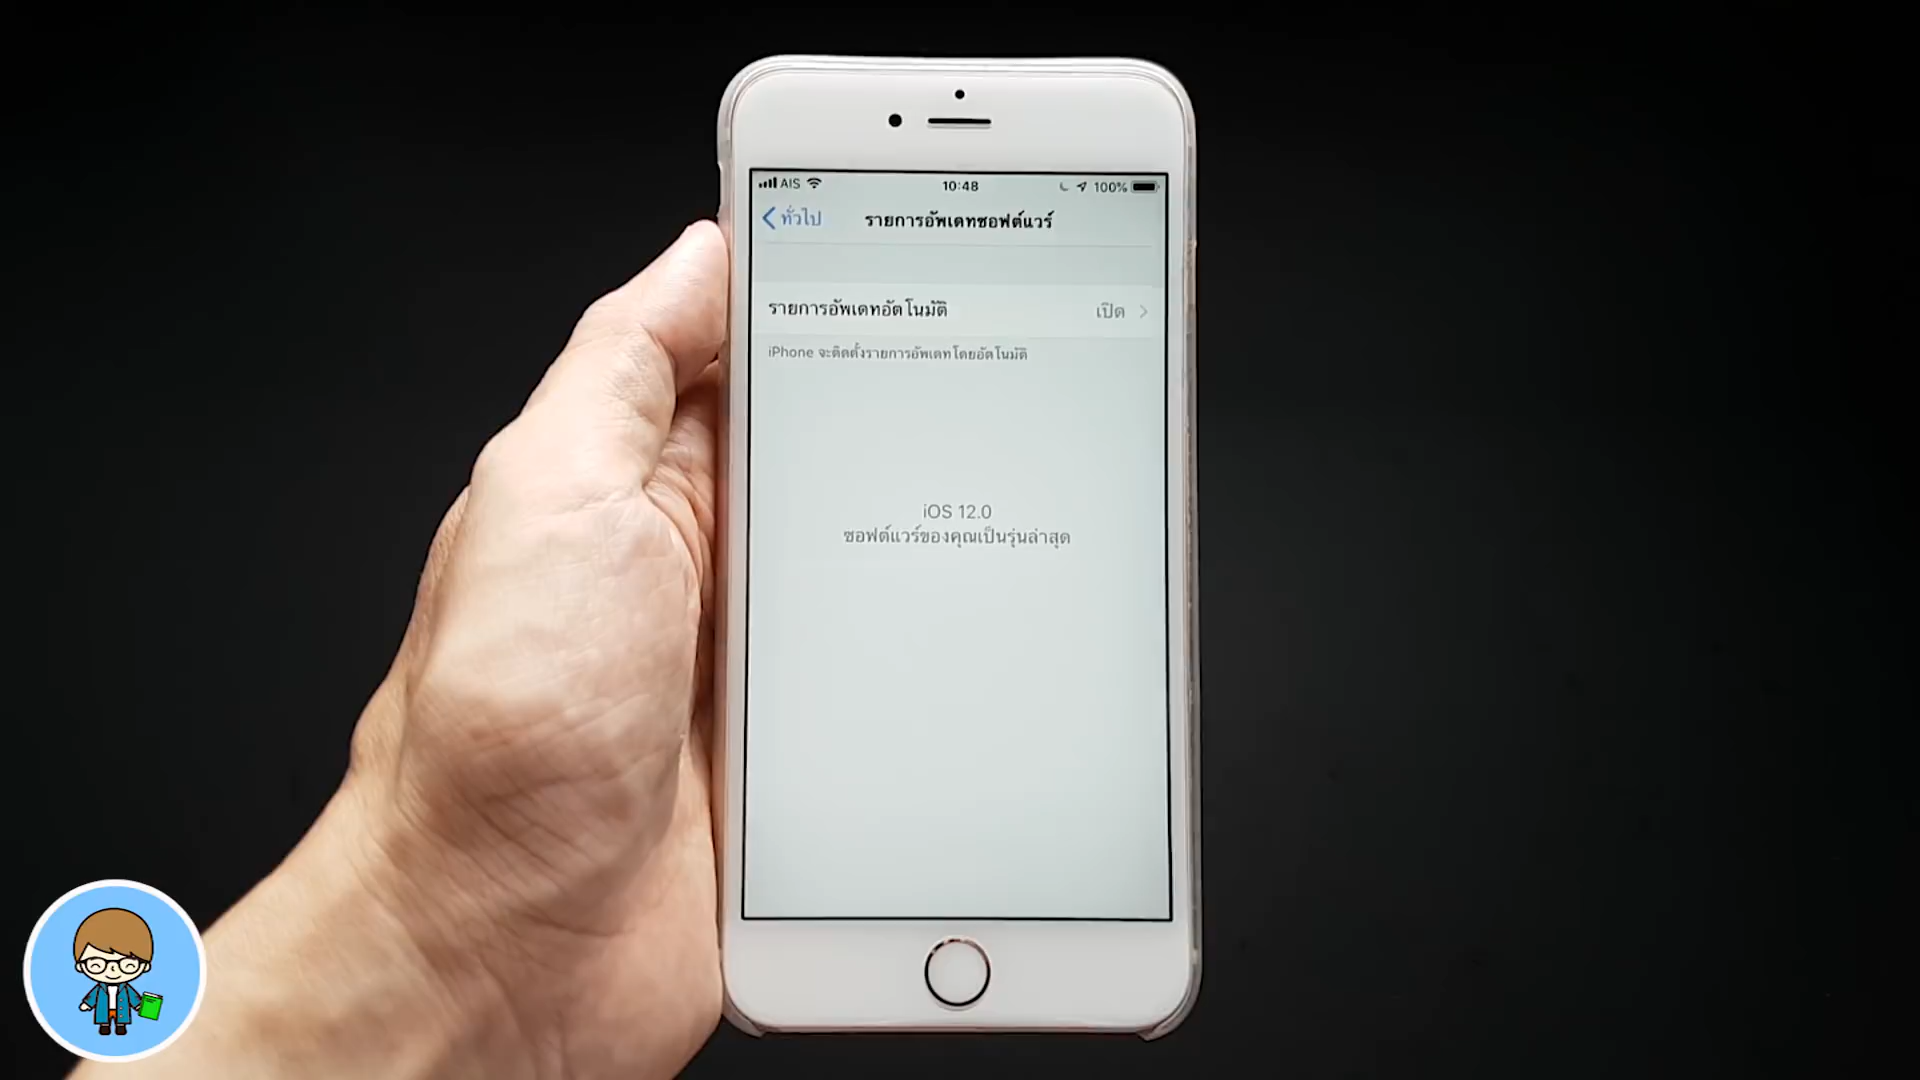 AIS 10:48 100%
ทั่วไป รายการอัพเดทซอฟต์แวร์
รายการอัพเดทอัตโนมัติ เปิด
iPhone จะติดตั้งรายการอัพเดทโดยอัตโนมัติ
iOS 12.0
ซอฟต์แวร์ของคุณเป็นรุ่นล่าสุด